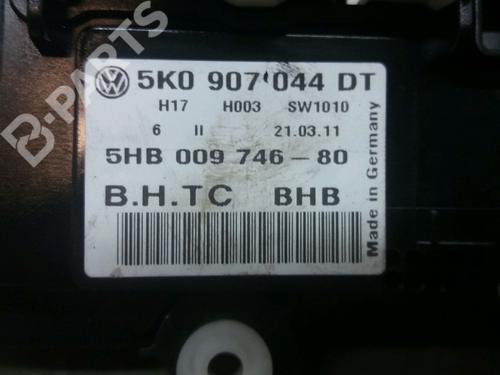 5K0 907 044 DT
H17 H003 SW1010
6 II 21.03.11
5HB 009 746-80
B.H.TC BHB
Made in Germany
B-PARTS
B-PARTS